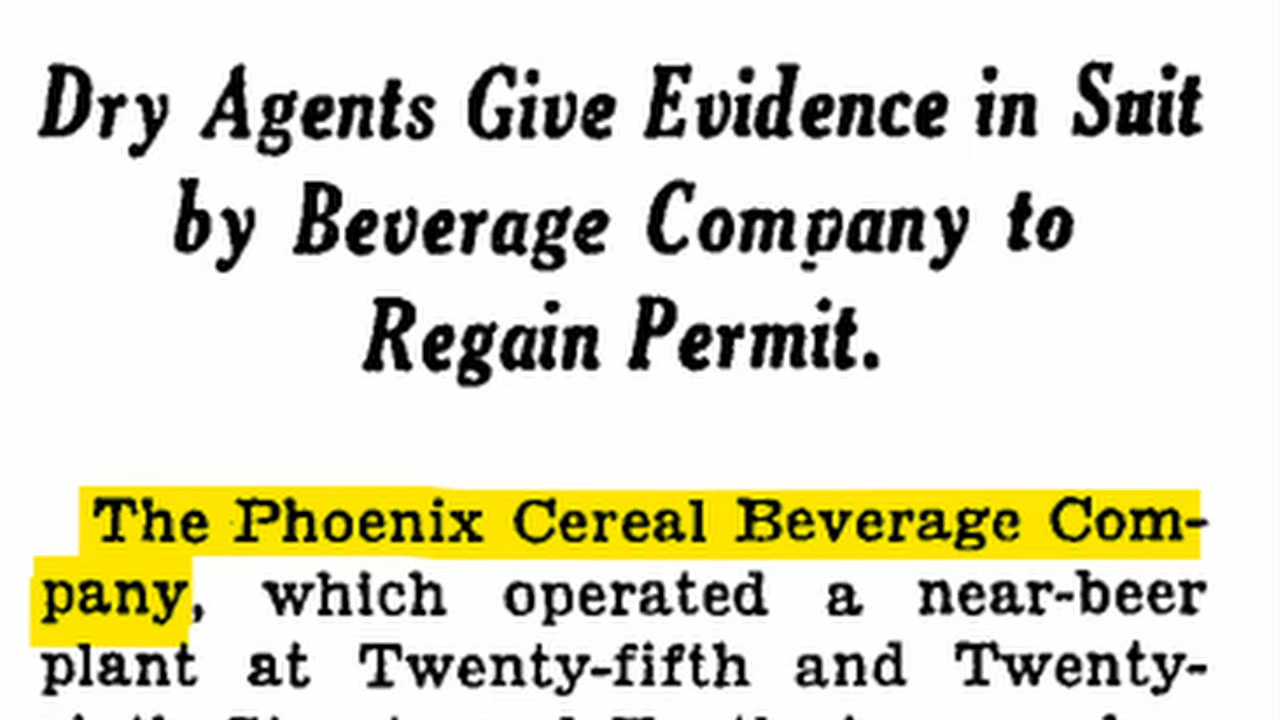 Dry Agents Give Evidence in Suit
by Beverage Company to
Regain Permit.
The Phoenix Cereal Beverage Com-
pany, which operated a near-beer
plant at Twenty-fifth and Twenty-